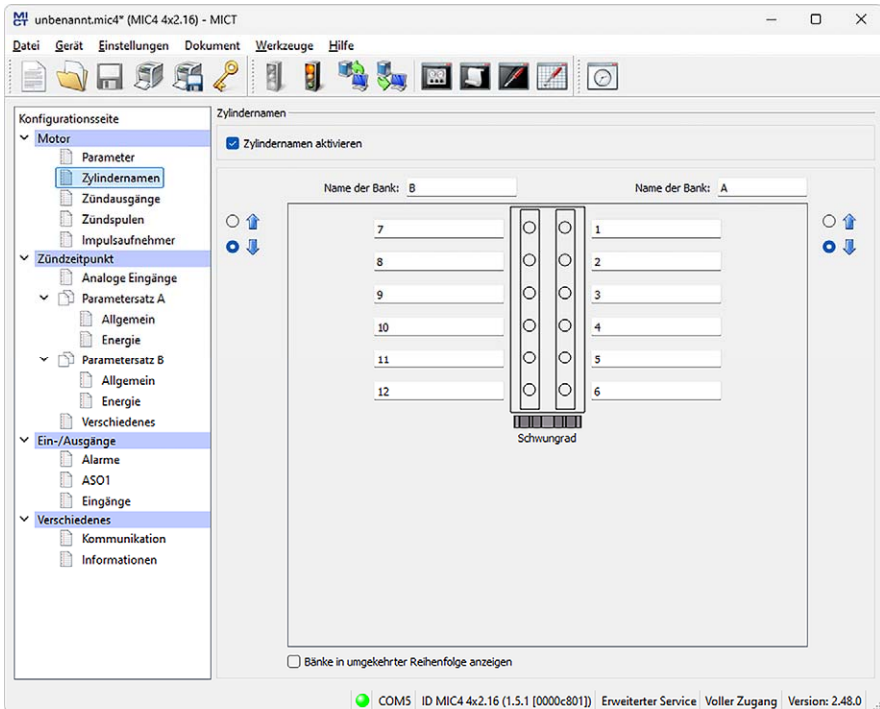 MICT unbenannt.mic4* (MIC4 4x2.16) - MICT
Datei Gerät Einstellungen Dokument Werkzeuge Hilfe
Konfigurationsseite
Motor
Parameter
Zylindernamen
Zündausgänge
Zündspulen
Impulsaufnehmer
Zündzeitpunkt
Analoge Eingänge
Parametersatz A
Allgemein
Energie
Parametersatz B
Allgemein
Energie
Verschiedenes
Ein-/Ausgänge
Alarme
ASO1
Eingänge
Verschiedenes
Kommunikation
Informationen
Zylindernamen
Zylindernamen aktivieren
Name der Bank: B Name der Bank: A
7 1
8 2
9 3
10 4
11 5
12 6
Schwungrad
Bänke in umgekehrter Reihenfolge anzeigen
COM5 ID MIC4 4x2.16 (1.5.1 [0000c801]) Erweiterter Service Voller Zugang Version: 2.48.0